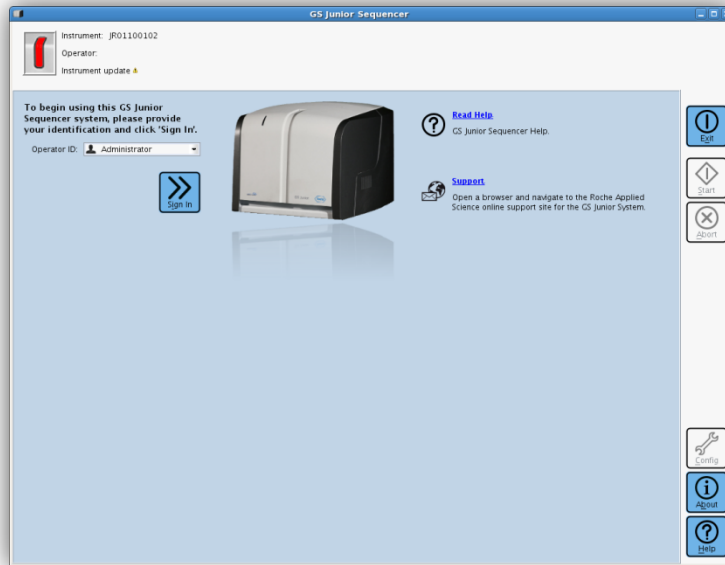 GS Junior Sequencer
Instrument: JR01100102
Operator:
Instrument update
To begin using this GS Junior
Sequencer system, please provide
your identification and click 'Sign In'.
Operator ID: Administrator
Sign In
Read Help
GS Junior Sequencer Help.
Support
Open a browser and navigate to the Roche Applied
Science online support site for the GS Junior System.
Exit
Start
Abort
Config
About
Help